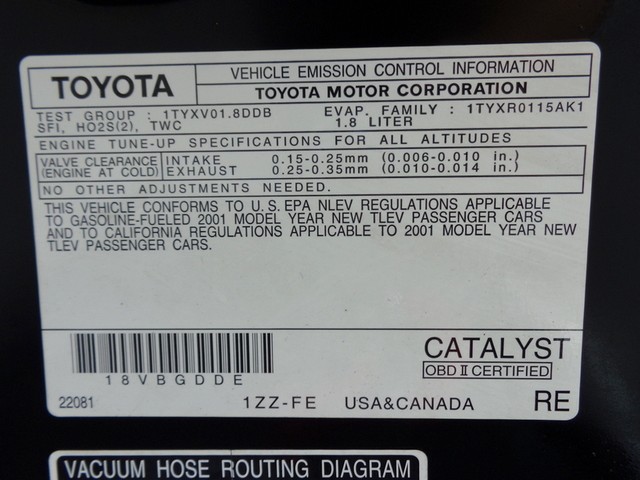 TOYOTA
VEHICLE EMISSION CONTROL INFORMATION
TOYOTA MOTOR CORPORATION
TEST GROUP : 1TYXV01.8DDB EVAP. FAMILY : 1TYXR0115AK1
SFI, HO2S(2), TWC 1.8 LITER
ENGINE TUNE-UP SPECIFICATIONS FOR ALL ALTITUDES
VALVE CLEARANCE INTAKE 0.15-0.25mm (0.006-0.010 in.)
(ENGINE AT COLD) EXHAUST 0.25-0.35mm (0.010-0.014 in.)
NO OTHER ADJUSTMENTS NEEDED.
THIS VEHICLE CONFORMS TO U.S. EPA NLEV REGULATIONS APPLICABLE
TO GASOLINE-FUELED 2001 MODEL YEAR NEW TLEV PASSENGER CARS
AND TO CALIFORNIA REGULATIONS APPLICABLE TO 2001 MODEL YEAR NEW
TLEV PASSENGER CARS.
18VBGDDE
CATALYST
OBD II CERTIFIED
22081 1ZZ-FE USA&CANADA RE
VACUUM HOSE ROUTING DIAGRAM